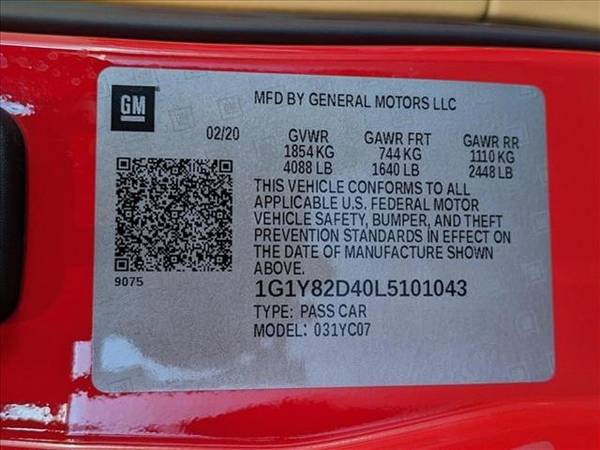 GM
MFD BY GENERAL MOTORS LLC
02/20 GVWR GAWR FRT GAWR RR
1854 KG 744 KG 1110 KG
4088 LB 1640 LB 2448 LB
THIS VEHICLE CONFORMS TO ALL
APPLICABLE U.S. FEDERAL MOTOR
VEHICLE SAFETY, BUMPER, AND THEFT
PREVENTION STANDARDS IN EFFECT ON
THE DATE OF MANUFACTURE SHOWN
ABOVE.
9075
1G1Y82D40L5101043
TYPE: PASS CAR
MODEL: 031YC07